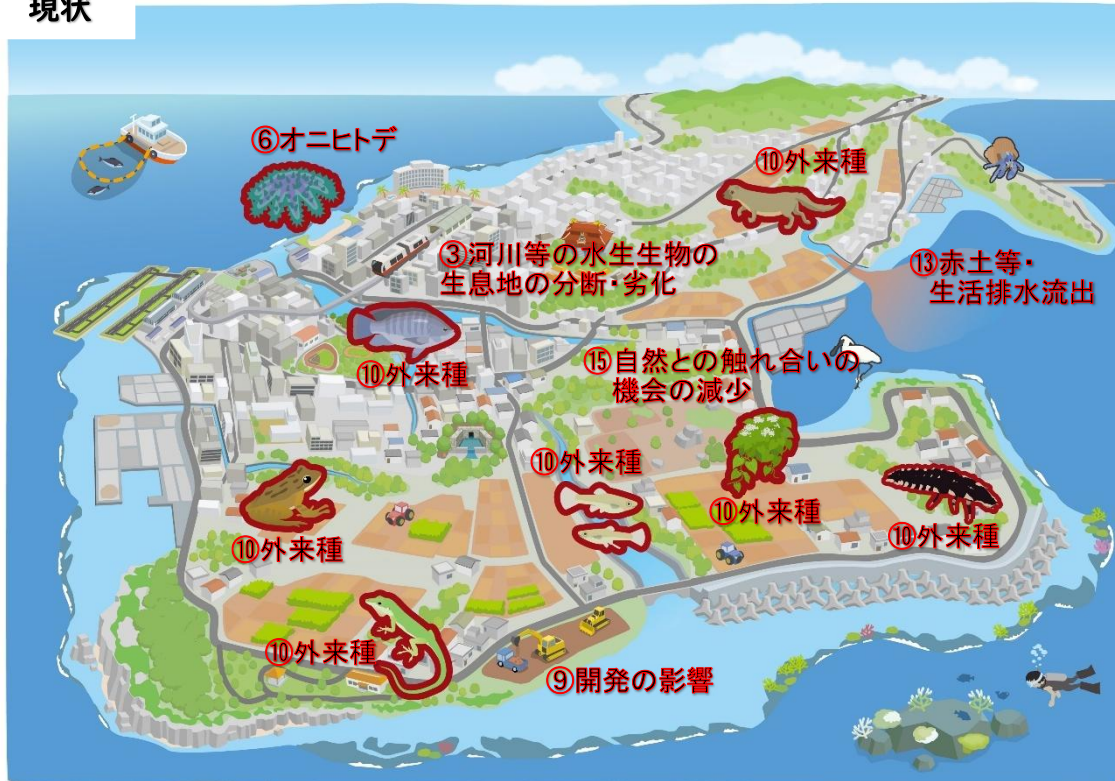 現状
⑥オニヒトデ
⑩外来種
③河川等の水生生物の
生息地の分断・劣化
⑬赤土等・
生活排水流出
⑩外来種
⑮自然との触れ合いの
機会の減少
⑩外来種
⑩外来種
⑩外来種
⑩外来種
⑩外来種
⑨開発の影響